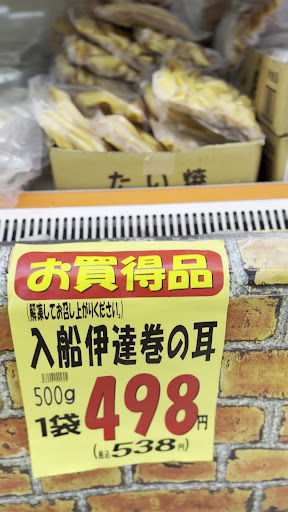 たい焼
お買得品
(解凍してお召し上がりください。)
入船伊達巻の耳
500g
1袋 498円
(税込 538円)